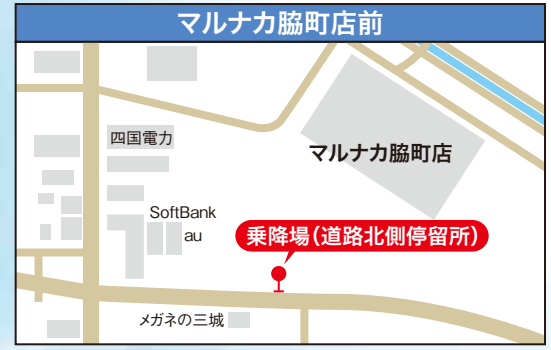 マルナカ脇町店前
四国電力
マルナカ脇町店
SoftBank
au
乗降場（道路北側停留所）
メガネの三城